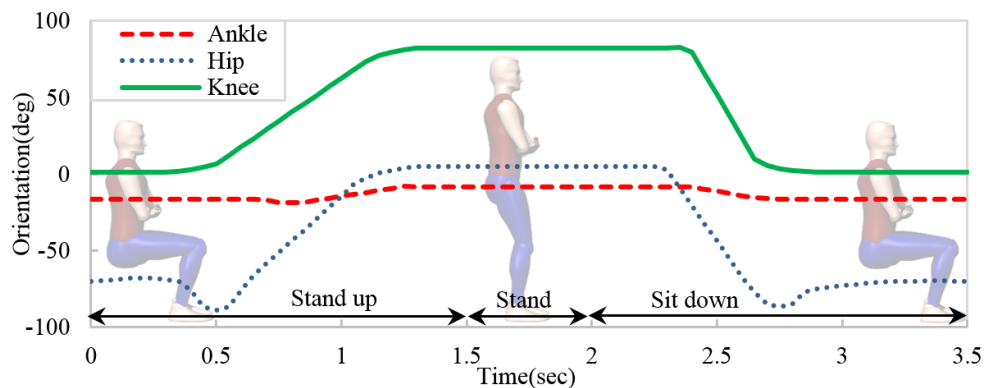 100
Ankle
Hip
Knee
50
0
-50
-100
Orientation(deg)
Stand up
Stand
Sit down
0 0.5 1 1.5 2 2.5 3 3.5
Time(sec)